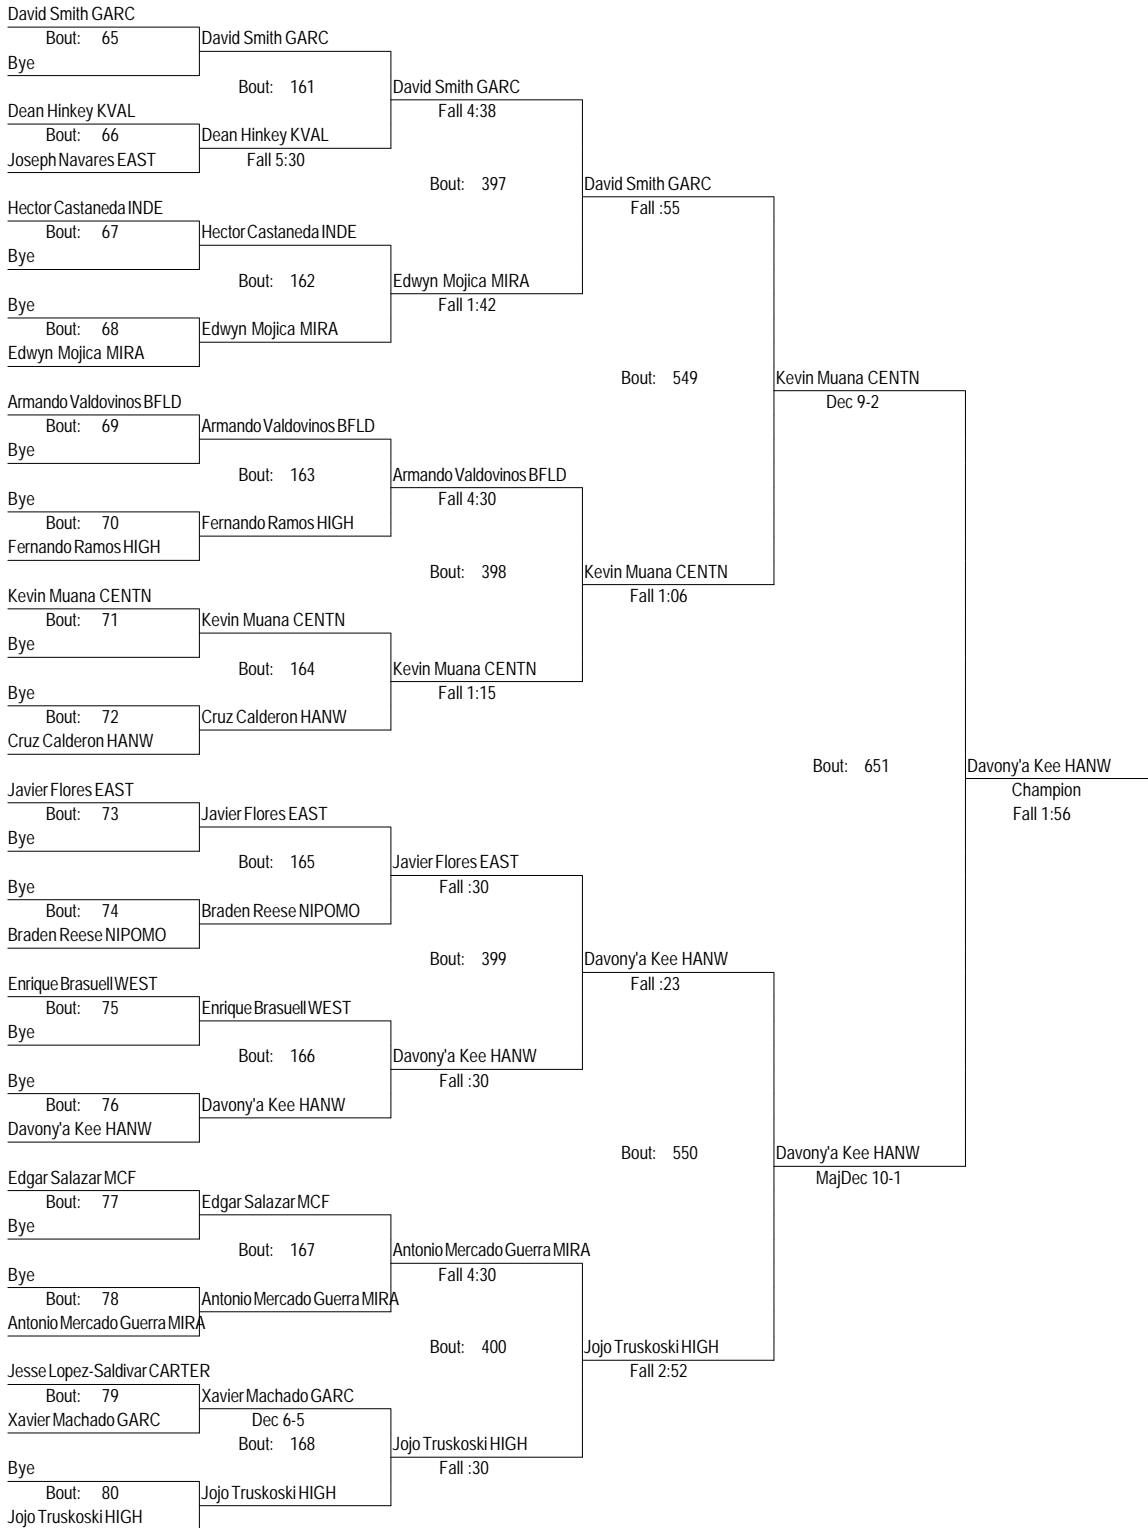 David Smith GARC
Bout: 65
Bye
David Smith GARC
Bout: 161
Dean Hinkey KVAL
Bout: 66
Joseph Navares EAST
Dean Hinkey KVAL
Fall 5:30
David Smith GARC
Fall 4:38
Bout: 397
Hector Castaneda INDE
Bout: 67
Bye
Hector Castaneda INDE
Bout: 162
Bye
Bout: 68
Edwyn Mojica MIRA
Edwyn Mojica MIRA
Edwyn Mojica MIRA
Fall 1:42
David Smith GARC
Fall :55
Bout: 549
Armando Valdovinos BFLD
Bout: 69
Bye
Armando Valdovinos BFLD
Bout: 163
Bye
Bout: 70
Fernando Ramos HIGH
Fernando Ramos HIGH
Armando Valdovinos BFLD
Fall 4:30
Bout: 398
Kevin Muana CENTN
Bout: 71
Bye
Kevin Muana CENTN
Bout: 164
Bye
Bout: 72
Cruz Calderon HANW
Cruz Calderon HANW
Kevin Muana CENTN
Fall 1:15
Kevin Muana CENTN
Fall 1:06
Kevin Muana CENTN
Dec 9-2
Bout: 651
Davony'a Kee HANW
Champion
Fall 1:56
Javier Flores EAST
Bout: 73
Bye
Javier Flores EAST
Bout: 165
Bye
Bout: 74
Braden Reese NIPOMO
Braden Reese NIPOMO
Javier Flores EAST
Fall :30
Bout: 399
Enrique Brasuell WEST
Bout: 75
Bye
Enrique Brasuell WEST
Bout: 166
Bye
Bout: 76
Davony'a Kee HANW
Davony'a Kee HANW
Davony'a Kee HANW
Fall :30
Davony'a Kee HANW
Fall :23
Bout: 550
Davony'a Kee HANW
MajDec 10-1
Edgar Salazar MCF
Bout: 77
Bye
Edgar Salazar MCF
Bout: 167
Bye
Bout: 78
Antonio Mercado Guerra MIRA
Antonio Mercado Guerra MIRA
Antonio Mercado Guerra MIRA
Fall 4:30
Bout: 400
Jojo Truskoski HIGH
Fall 2:52
Jesse Lopez-Saldivar CARTER
Bout: 79
Xavier Machado GARC
Xavier Machado GARC
Dec 6-5
Bout: 168
Jojo Truskoski HIGH
Fall :30
Bye
Bout: 80
Jojo Truskoski HIGH
Jojo Truskoski HIGH